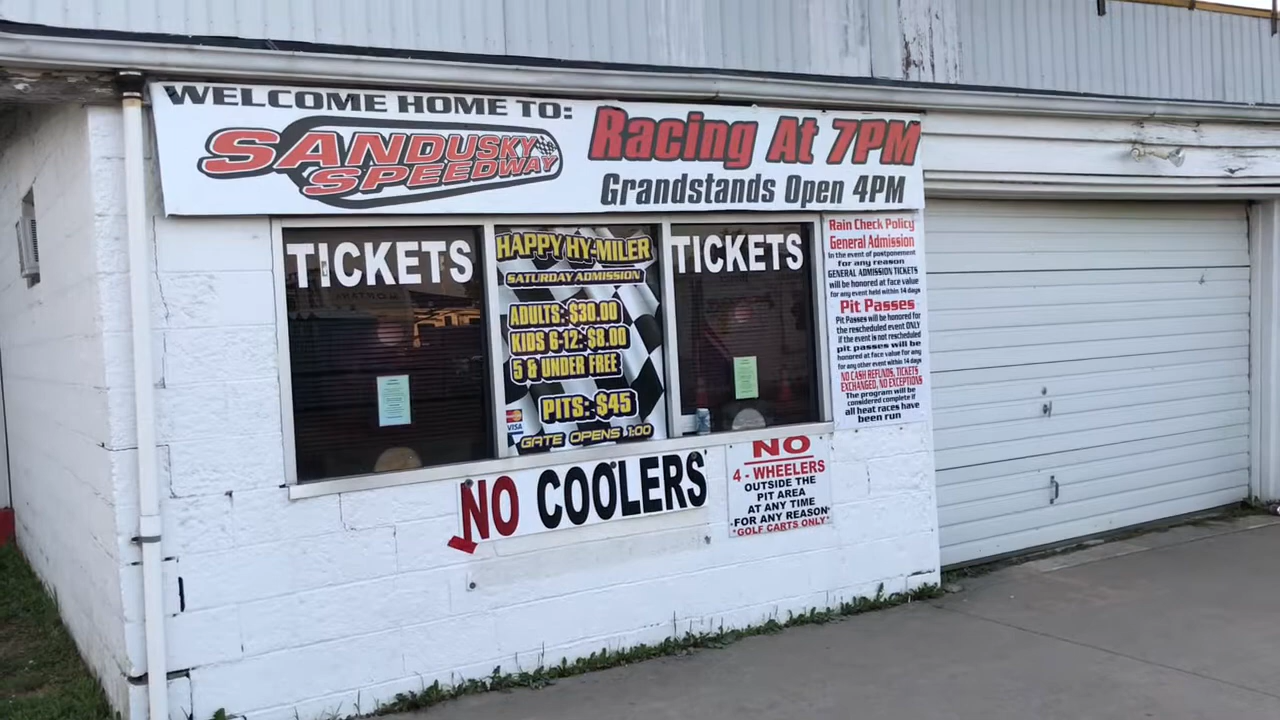 WELCOME HOME TO:
SANDUSKY
SPEEDWAY
Racing At 7PM
Grandstands Open 4PM
TICKETS
HAPPY HY-MILER
SATURDAY ADMISSION
ADULTS: $30.00
KIDS 6-12: $8.00
5 & UNDER FREE
PITS: $45
VISA
GATE OPENS 1:00
TICKETS
Rain Check Policy
General Admission
In the event of postponement
for any reason
GENERAL ADMISSION TICKETS
will be honored at face value
for any event held within 14 days
Pit Passes
Pit Passes will be honored for
the rescheduled event ONLY
if the event is not rescheduled
pit passes will be
honored at face value for any
for any other event within 14 days
NO CASH REFUNDS, TICKETS
EXCHANGED, NO EXCEPTIONS
The program will be
considered complete if
all heat races have
been run
NO COOLERS
NO
4 - WHEELERS
OUTSIDE THE
PIT AREA
AT ANY TIME
FOR ANY REASON
*GOLF CARTS ONLY*